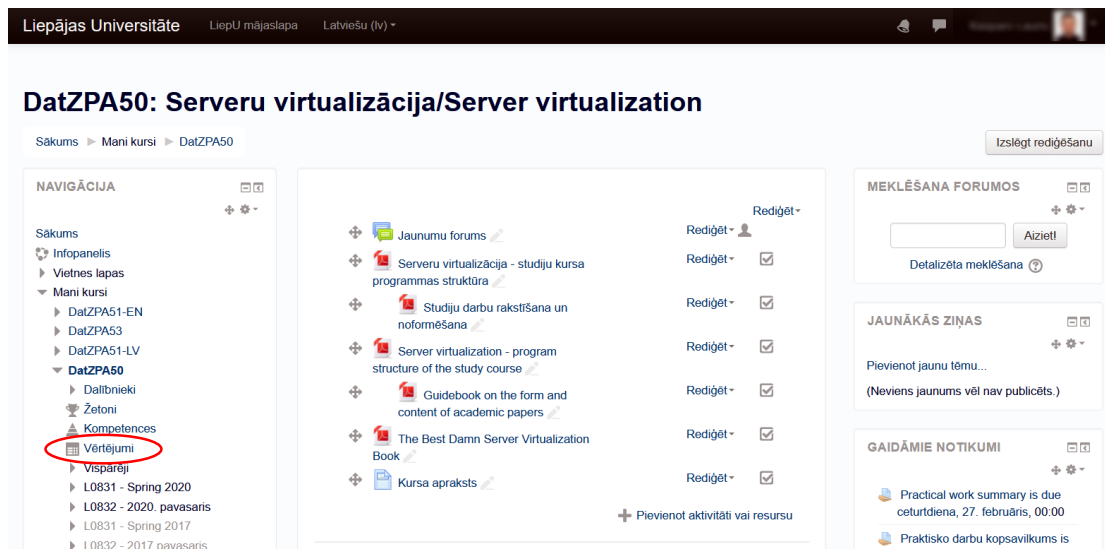 Liepājas Universitāte LiepU mājaslapa Latviešu (lv)
DatZPA50: Serveru virtualizācija/Server virtualization
Sākums Mani kursi DatZPA50
Izslēgt rediģēšanu
NAVIGĀCIJA
Sākums
Infopanelis
Vietnes lapas
Mani kursi
DatZPA51-EN
DatZPA53
DatZPA51-LV
DatZPA50
Dalībnieki
Žetoni
Kompetences
Vērtējumi
Vispārēji
L0831 - Spring 2020
L0832 - 2020. pavasaris
L0831 - Spring 2017
L0832 - 2017 pavasaris
Rediģēt
Jaunumu forums Rediģēt
Serveru virtualizācija - studiju kursa Rediģēt
programmas struktūra
Studiju darbu rakstīšana un Rediģēt
noformēšana
Server virtualization - program Rediģēt
structure of the study course
Guidebook on the form and Rediģēt
content of academic papers
The Best Damn Server Virtualization Rediģēt
Book
Kursa apraksts Rediģēt
Pievienot aktivitāti vai resursu
MEKLĒŠANA FORUMOS
Aiziet!
Detalizēta meklēšana
JAUNĀKĀS ZIŅAS
Pievienot jaunu tēmu...
(Neviens jaunums vēl nav publicēts.)
GAIDĀMIE NOTIKUMI
Practical work summary is due
ceturtdiena, 27. februāris, 00:00
Praktisko darbu kopsavilkums is